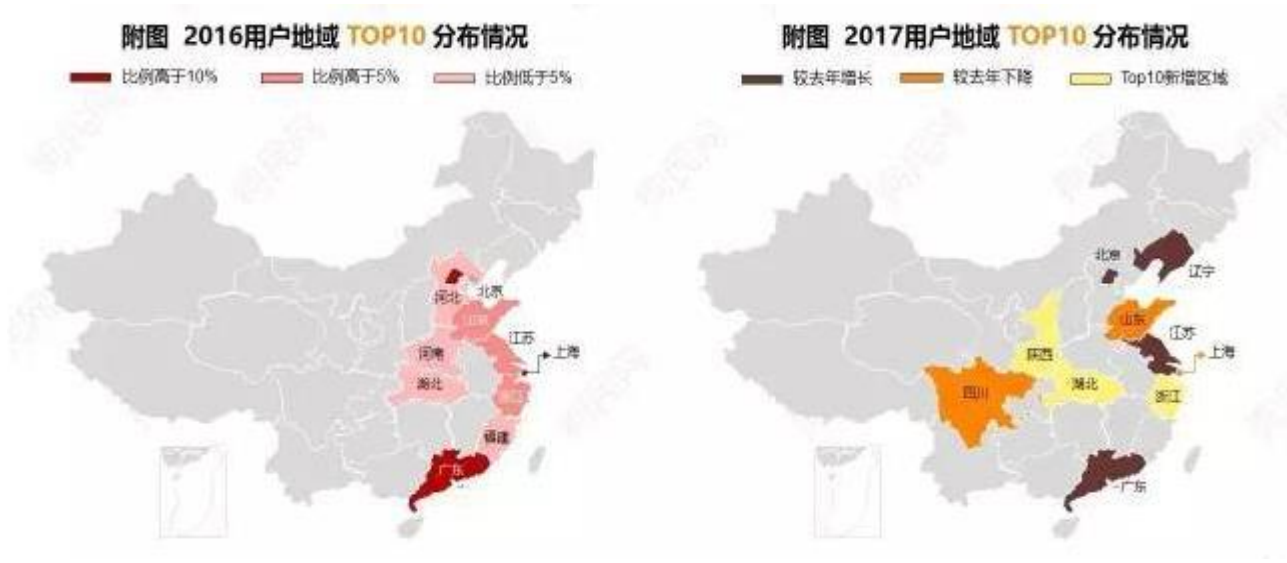 附图 2016用户地域 TOP10 分布情况
比例高于10% 比例高于5% 比例低于5%
北京
河北
山东
江苏
上海
河南
湖北
浙江
福建
广东
附图 2017用户地域 TOP10 分布情况
较去年增长 较去年下降 Top10新增区域
北京
辽宁
山东
江苏
上海
陕西
四川
湖北
浙江
广东